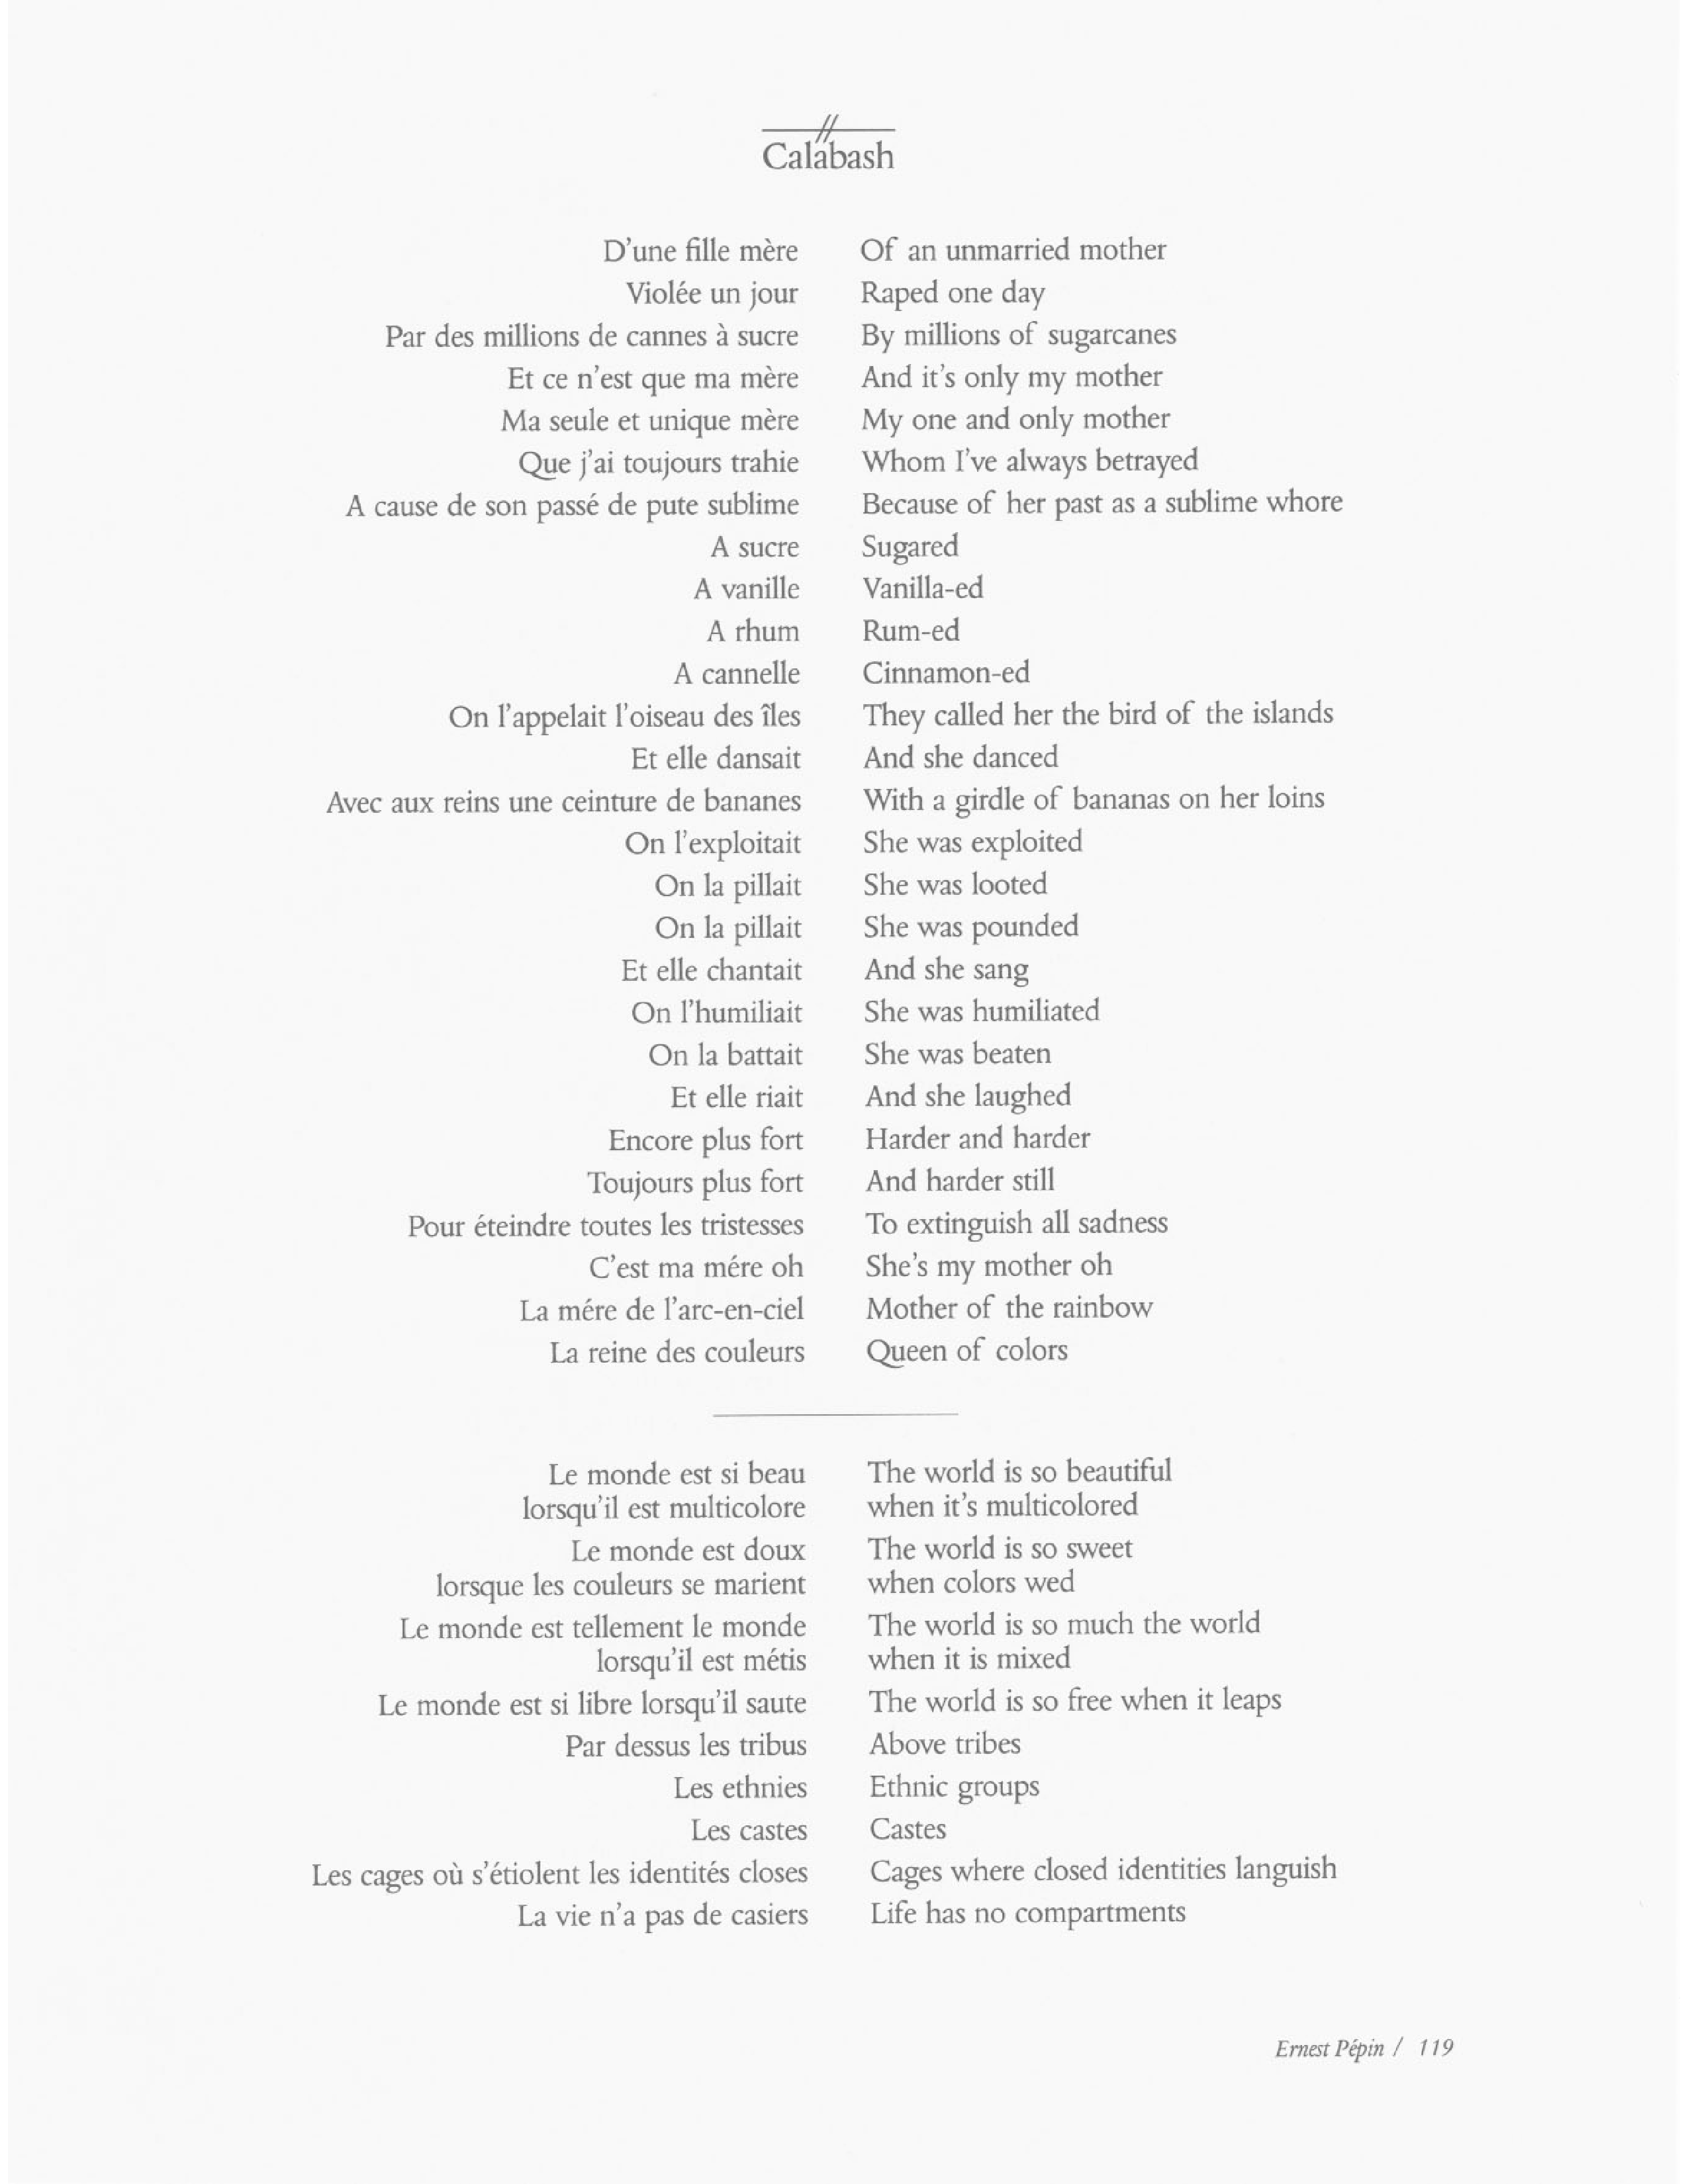 Calabash
D'une fille mère
Violée un jour
Par des millions de cannes à sucre
Et ce n'est que ma mère
Ma seule et unique mère
Que j'ai toujours trahie
A cause de son passé de pute sublime
A sucre
A vanille
A rhum
A cannelle
On l'appelait l'oiseau des îles
Et elle dansait
Avec aux reins une ceinture de bananes
On l'exploitait
On la pillait
On la pillait
Et elle chantait
On l'humiliait
On la battait
Et elle riait
Encore plus fort
Toujours plus fort
Pour éteindre toutes les tristesses
C'est ma mére oh
La mére de l'arc-en-ciel
La reine des couleurs
Le monde est si beau
lorsqu'il est multicolore
Le monde est doux
lorsque les couleurs se marient
Le monde est tellement le monde
lorsqu'il est métis
Le monde est si libre lorsqu'il saute
Par dessus les tribus
Les ethnies
Les castes
Les cages où s'étiolent les identités closes
La vie n'a pas de casiers
Of an unmarried mother
Raped one day
By millions of sugarcanes
And it's only my mother
My one and only mother
Whom I've always betrayed
Because of her past as a sublime whore
Sugared
Vanilla-ed
Rum-ed
Cinnamon-ed
They called her the bird of the islands
And she danced
With a girdle of bananas on her loins
She was exploited
She was looted
She was pounded
And she sang
She was humiliated
She was beaten
And she laughed
Harder and harder
And harder still
To extinguish all sadness
She's my mother oh
Mother of the rainbow
Queen of colors
The world is so beautiful
when it's multicolored
The world is so sweet
when colors wed
The world is so much the world
when it is mixed
The world is so free when it leaps
Above tribes
Ethnic groups
Castes
Cages where closed identities languish
Life has no compartments
Ernest Pépin / 119